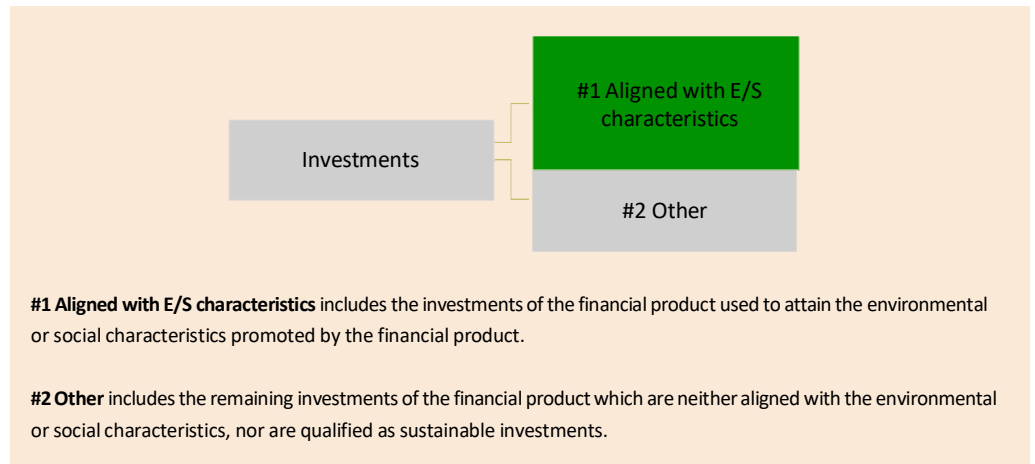 #1 Aligned with E/S
characteristics
Investments
#2 Other
#1 Aligned with E/S characteristics includes the investments of the financial product used to attain the environmental
or social characteristics promoted by the financial product.
#2 Other includes the remaining investments of the financial product which are neither aligned with the environmental
or social characteristics, nor are qualified as sustainable investments.